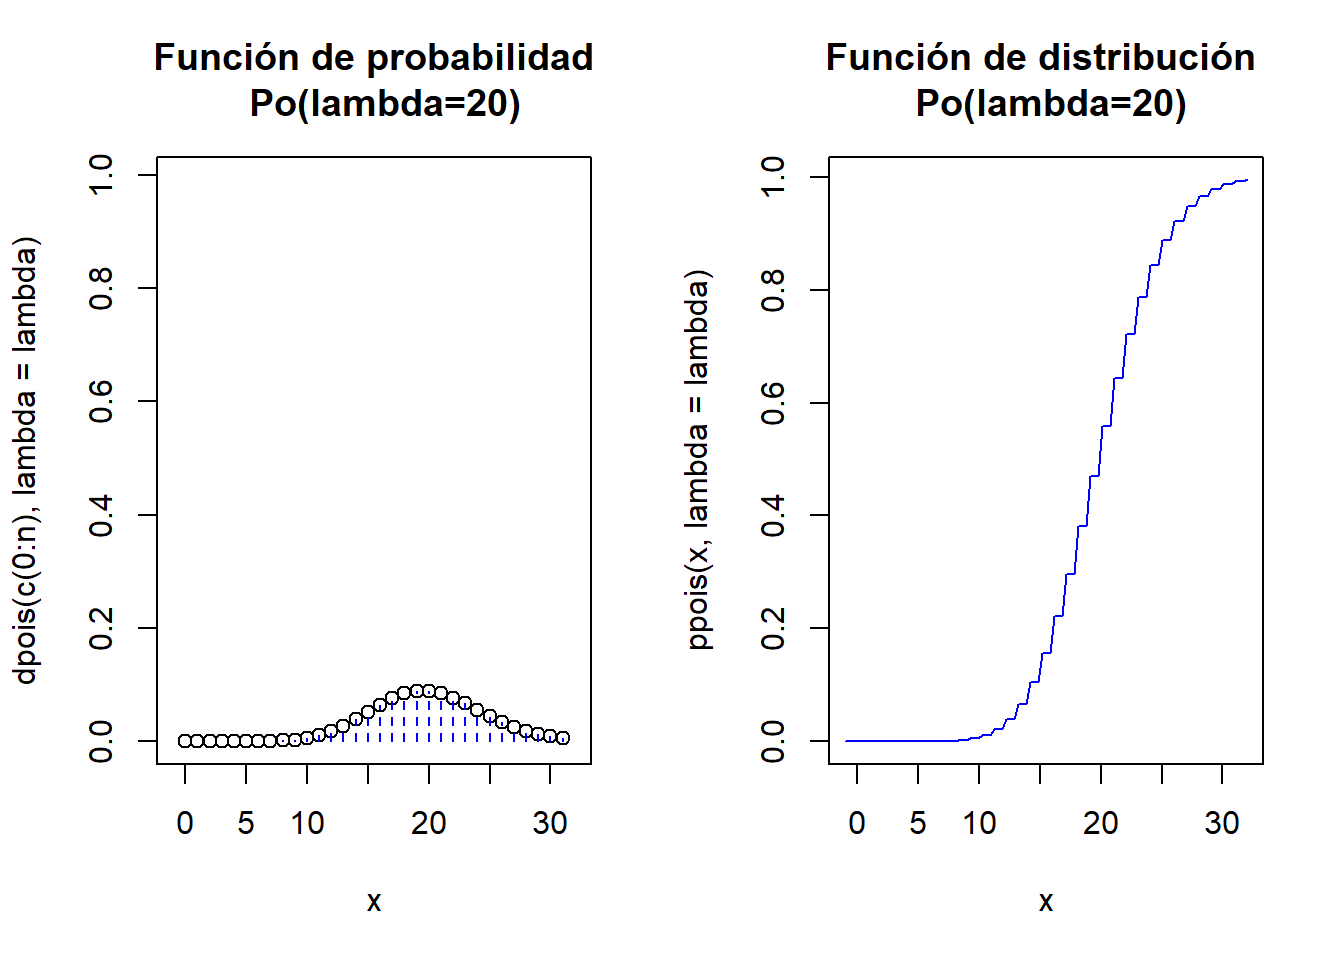 Función de probabilidad
Po(lambda=20)
dpois(c(0:n), lambda = lambda)
1.0
0.8
0.6
0.4
0.2
0.0
0 5 10 20 30
x
Función de distribución
Po(lambda=20)
ppois(x, lambda = lambda)
1.0
0.8
0.6
0.4
0.2
0.0
0 5 10 20 30
x